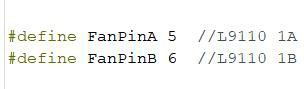 #define FanPinA 5 //L9110 1A
#define FanPinB 6 //L9110 1B